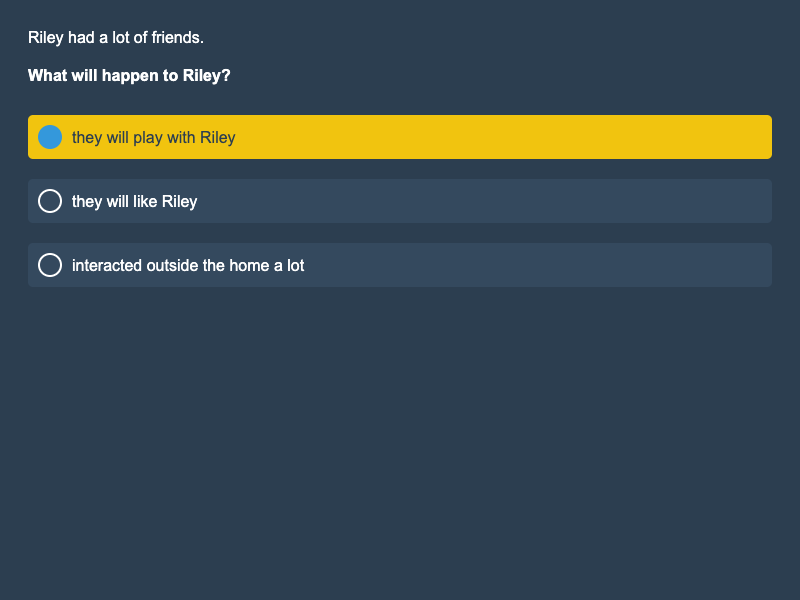 Riley had a lot of friends.
What will happen to Riley?
they will play with Riley
they will like Riley
interacted outside the home a lot